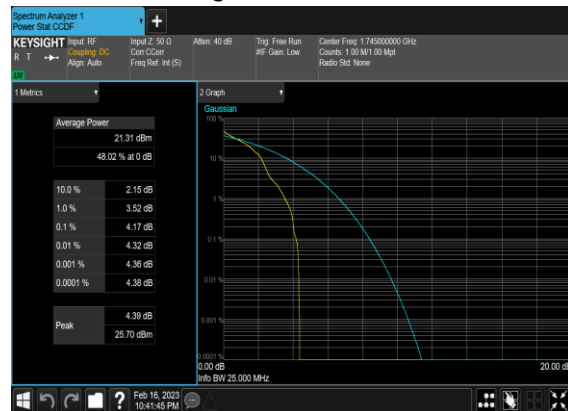 Spectrum Analyzer 1
Power Stat CCDF
+
KEYSIGHT
R T
LW
Input: RF
Coupling: DC
Align: Auto
Input Z: 50 Ω
Corr CCorr
Freq Ref: Int (S)
Atten: 40 dB
Trig: Free Run
#IF Gain: Low
Center Freq: 1.745000000 GHz
Counts: 1.00 M/1.00 Mpt
Radio Std: None
1 Metrics
Average Power
21.31 dBm
48.02 % at 0 dB
10.0 % 2.15 dB
1.0 % 3.52 dB
0.1 % 4.17 dB
0.01 % 4.32 dB
0.001 % 4.36 dB
0.0001 % 4.38 dB
Peak
4.39 dB
25.70 dBm
2 Graph
Gaussian
100 %
10 %
1 %
0.1 %
0.01 %
0.001 %
0.0001 %
0.00 dB
20.00 dB
Info BW 25.000 MHz
?
Feb 16, 2023
10:41:45 PM